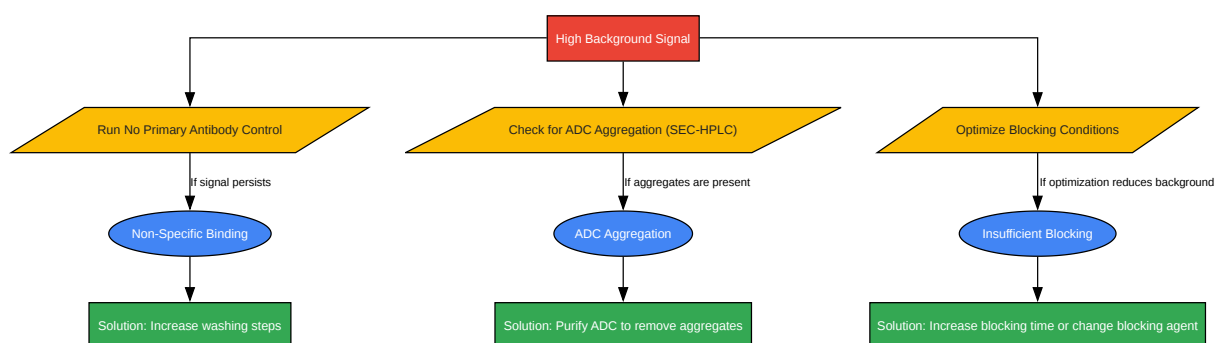 High Background Signal
Run No Primary Antibody Control
Check for ADC Aggregation (SEC-HPLC)
Optimize Blocking Conditions
If signal persists
If aggregates are present
If optimization reduces background
Non-Specific Binding
ADC Aggregation
Insufficient Blocking
Solution: Increase washing steps
Solution: Purify ADC to remove aggregates
Solution: Increase blocking time or change blocking agent